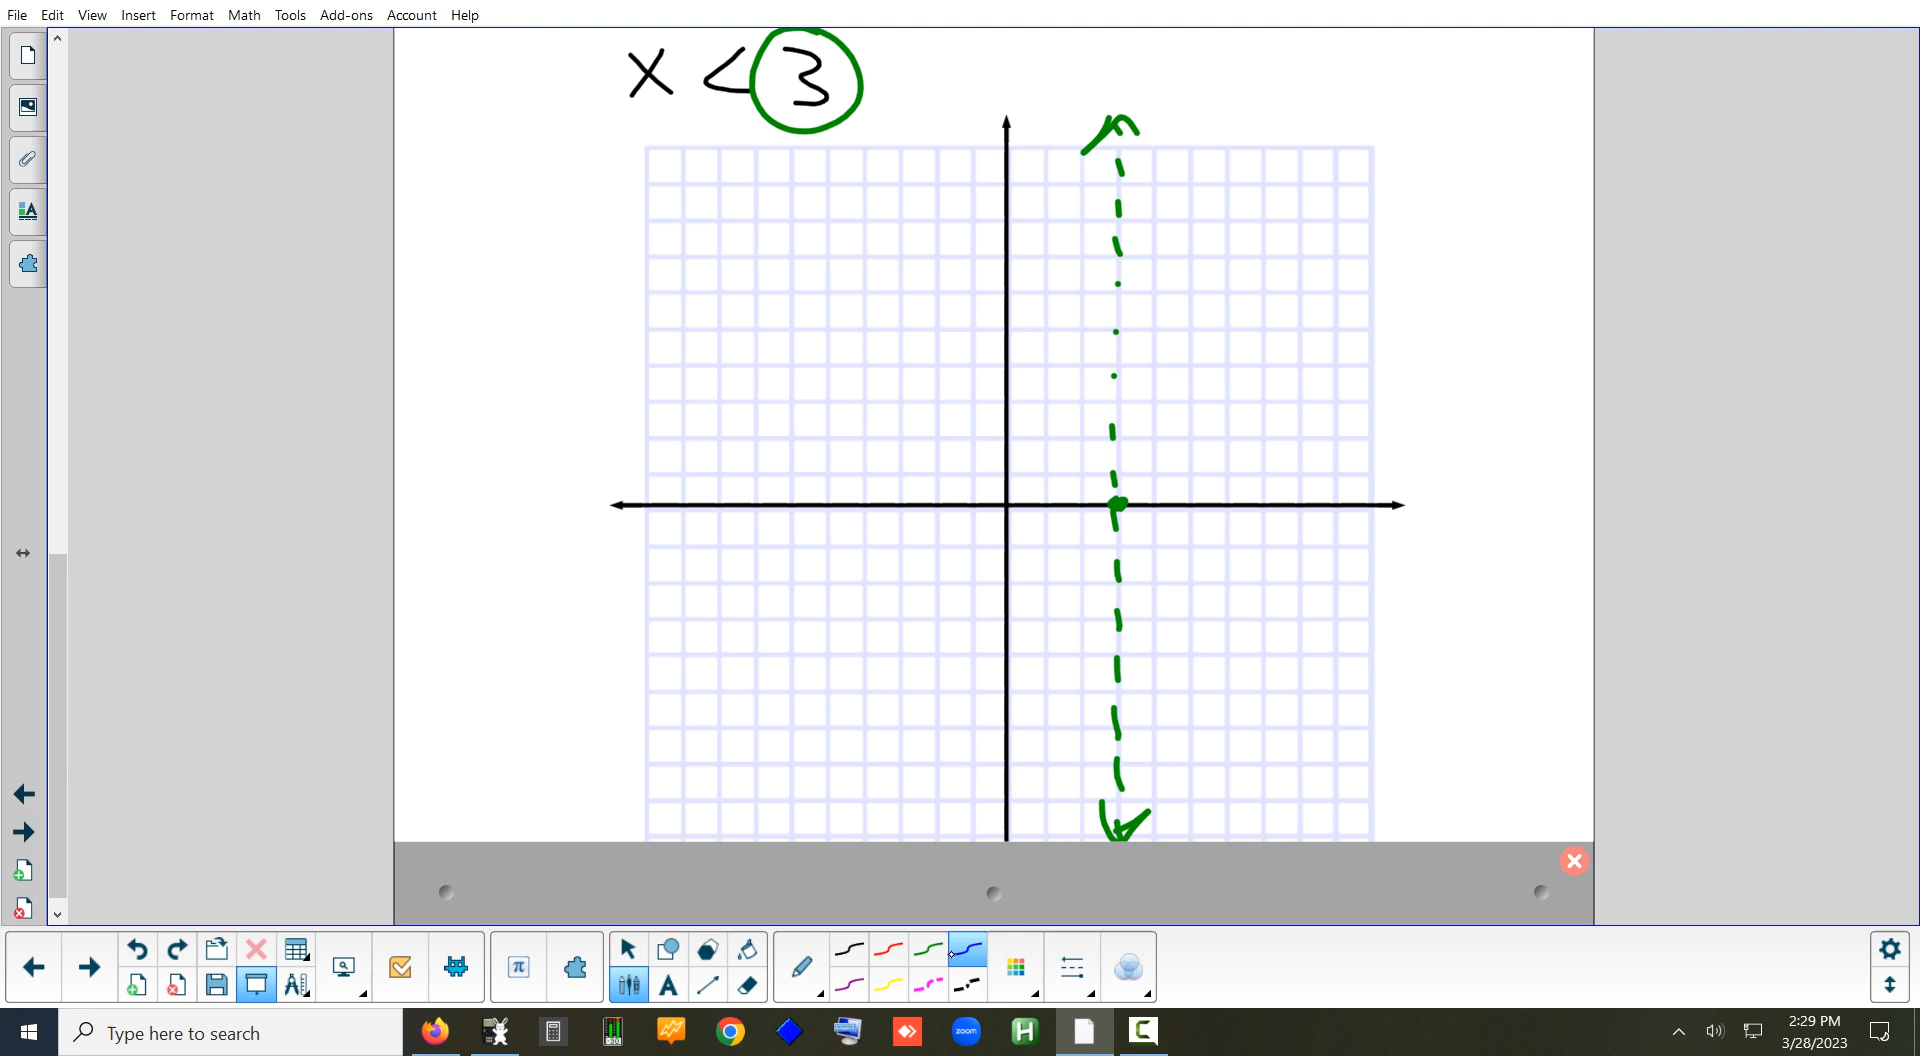 File Edit View Insert Format Math Tools Add-ons Account Help
x < 3
A
π
A
zoom
H
C
Type here to search
2:29 PM
3/28/2023